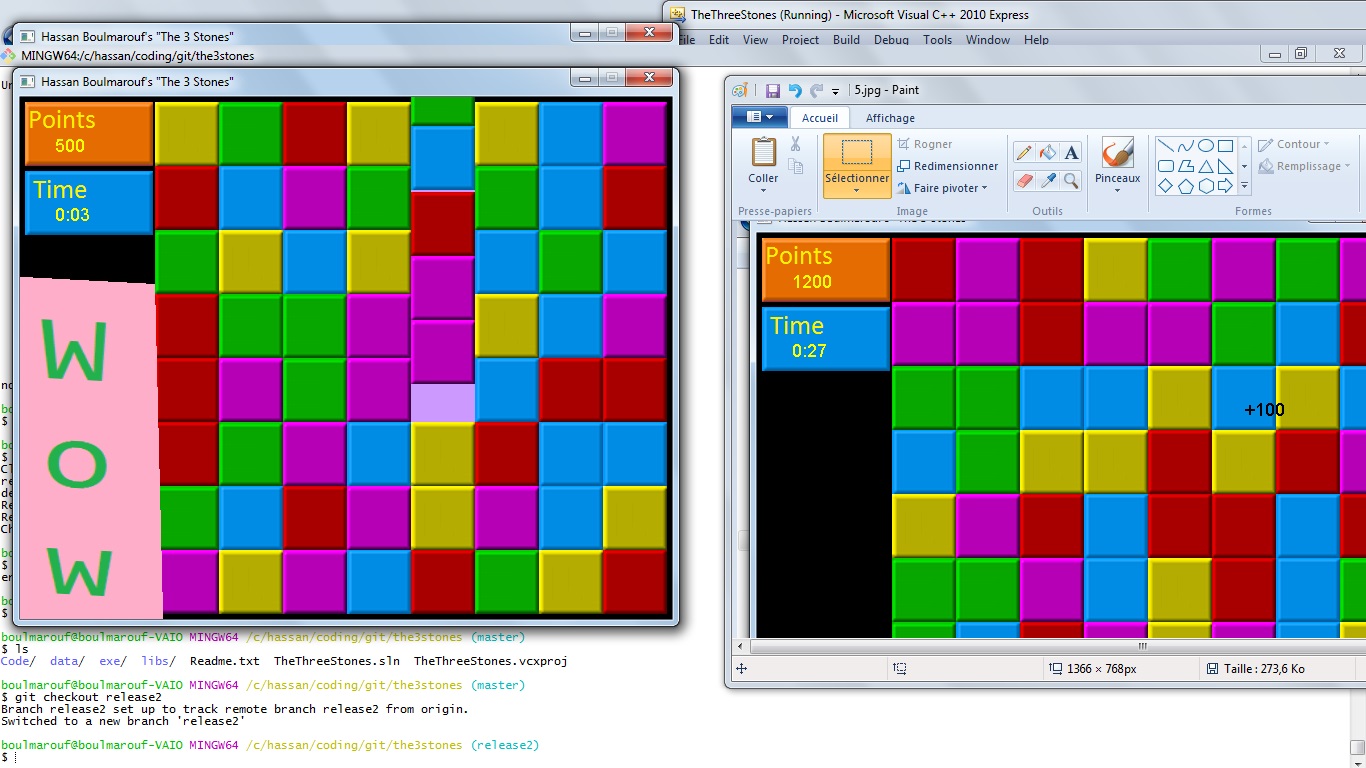 TheThreeStones (Running) - Microsoft Visual C++ 2010 Express
File Edit View Project Build Debug Tools Window Help
Hassan Boulmarouf's "The 3 Stones"
MINGW64:/c/hassan/coding/git/the3stones
Hassan Boulmarouf's "The 3 Stones"
Points
500
Time
0:03
W
O
W
5.jpg - Paint
Accueil Affichage
Coller
Sélectionner
Rogner
Redimensionner
Faire pivoter
Pinceaux
Contour
Remplissage
Presse-papiers Image Outils Formes
Points
1200
Time
0:27
+100
1366 × 768px Taille : 273,6 Ko
boulmarouf@boulmarouf-VAIO MINGW64 /c/hassan/coding/git/the3stones (master)
$ ls
Code/ data/ exe/ libs/ Readme.txt TheThreeStones.sln TheThreeStones.vcxproj
boulmarouf@boulmarouf-VAIO MINGW64 /c/hassan/coding/git/the3stones (master)
$ git checkout release2
Branch release2 set up to track remote branch release2 from origin.
Switched to a new branch 'release2'
boulmarouf@boulmarouf-VAIO MINGW64 /c/hassan/coding/git/the3stones (release2)
$